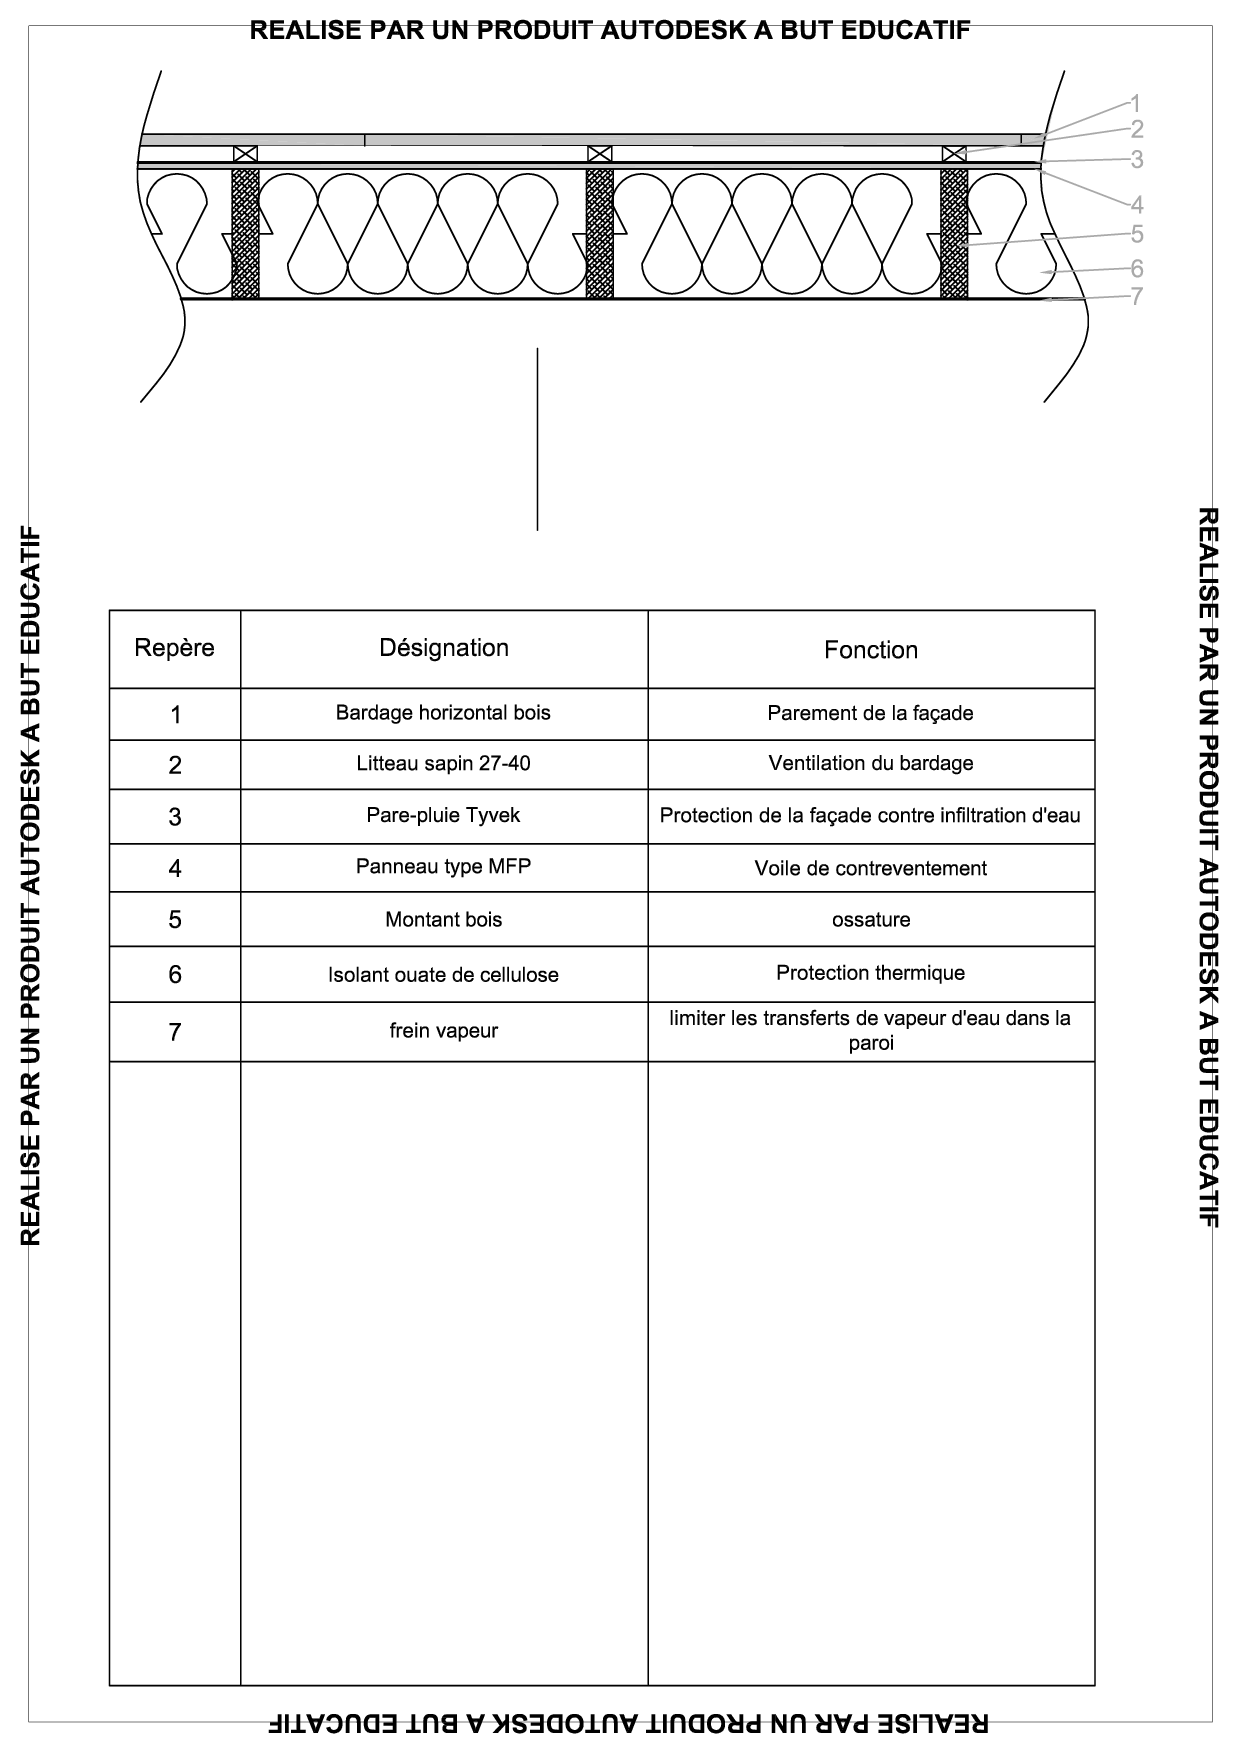 REALISE PAR UN PRODUIT AUTODESK A BUT EDUCATIF
1
2
3
4
5
6
7
REALISE PAR UN PRODUIT AUTODESK A BUT EDUCATIF
REALISE PAR UN PRODUIT AUTODESK A BUT EDUCATIF
Repère Désignation Fonction
1 Bardage horizontal bois Parement de la façade
2 Litteau sapin 27-40 Ventilation du bardage
3 Pare-pluie Tyvek Protection de la façade contre infiltration d'eau
4 Panneau type MFP Voile de contreventement
5 Montant bois ossature
6 Isolant ouate de cellulose Protection thermique
7 frein vapeur limiter les transferts de vapeur d'eau dans la
paroi
REALISE PAR UN PRODUIT AUTODESK A BUT EDUCATIF